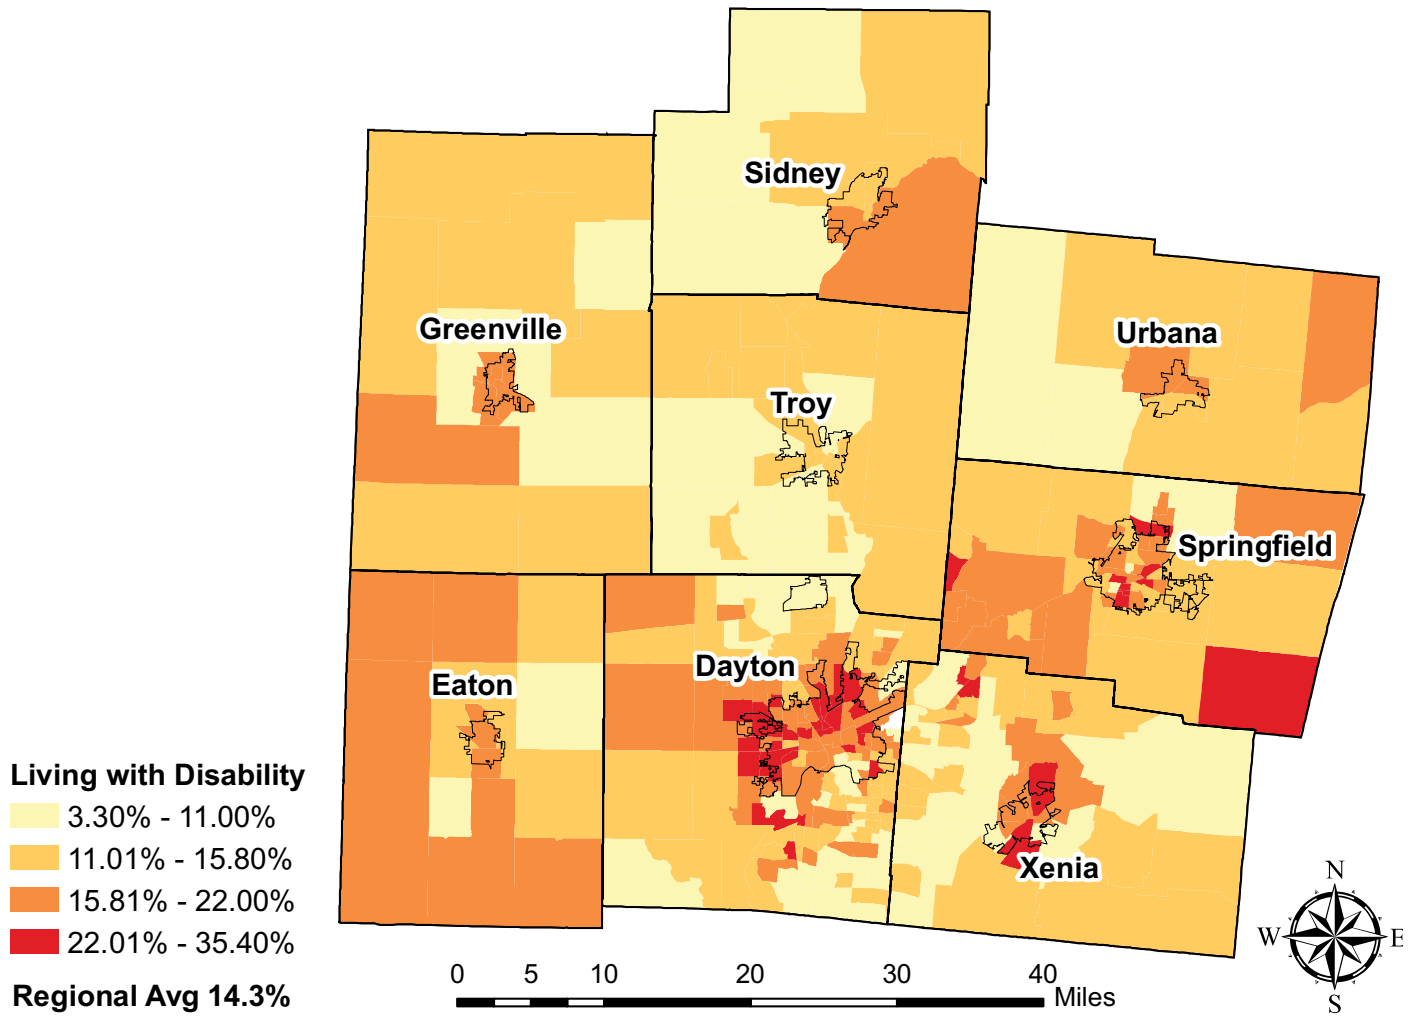 Sidney
Greenville
Urbana
Troy
Springfield
Dayton
Eaton
Xenia
Living with Disability
3.30% - 11.00%
11.01% - 15.80%
15.81% - 22.00%
22.01% - 35.40%
Regional Avg 14.3%
0 5 10 20 30 40
Miles
N
W E
S